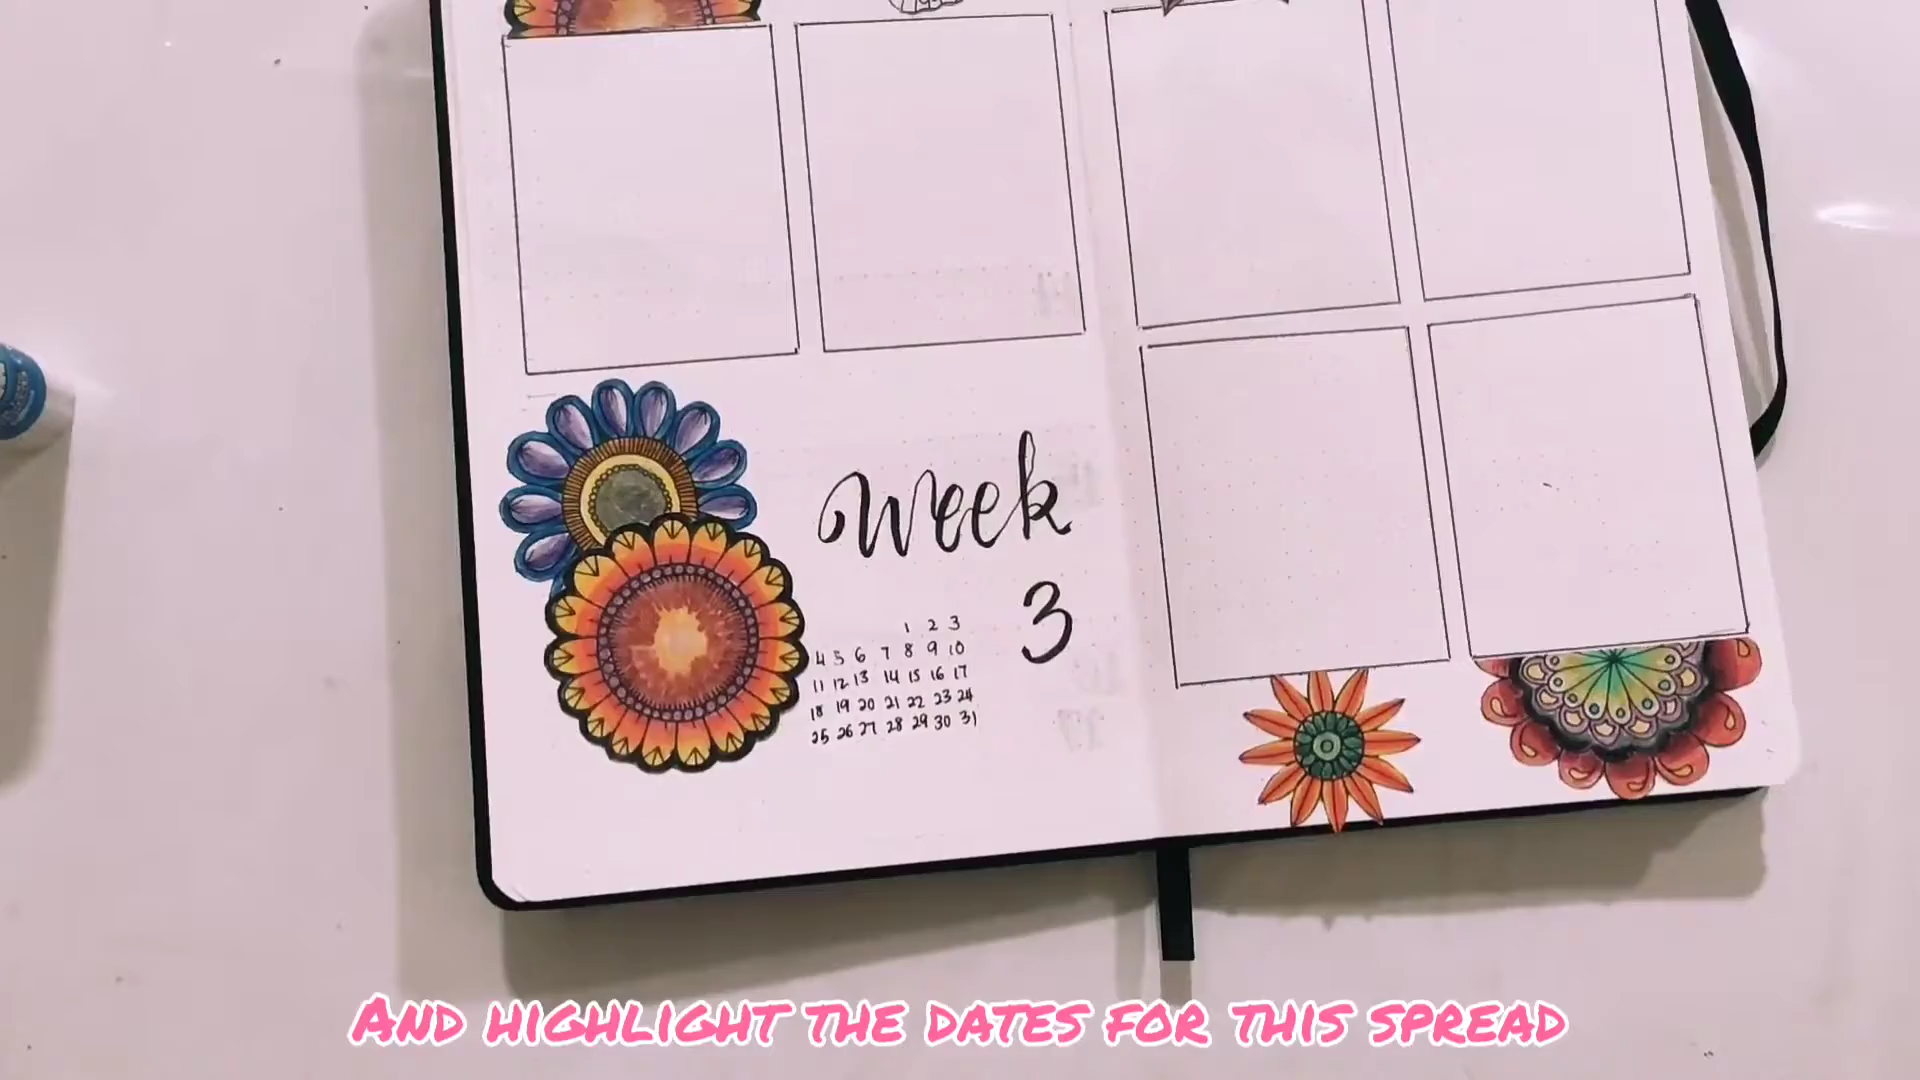 Week
3
1 2 3
4 5 6 7 8 9 10
11 12 13 14 15 16 17
18 19 20 21 22 23 24
25 26 27 28 29 30 31
AND HIGHLIGHT THE DATES FOR THIS SPREAD